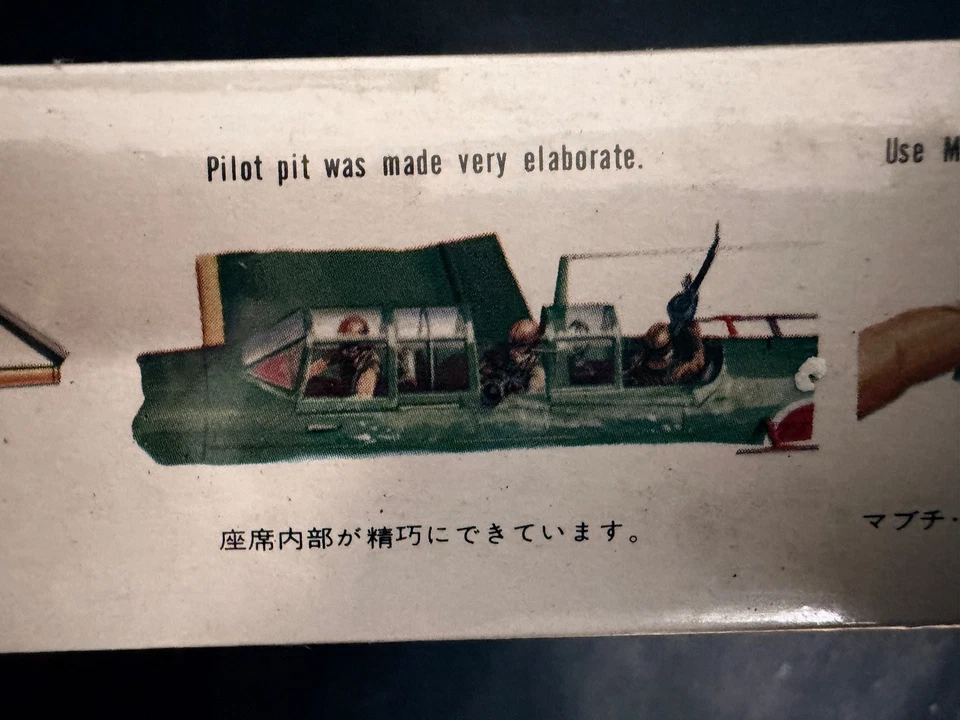 Pilot pit was made very elaborate.
Use M
座席内部が精巧にできています。
マブチ・